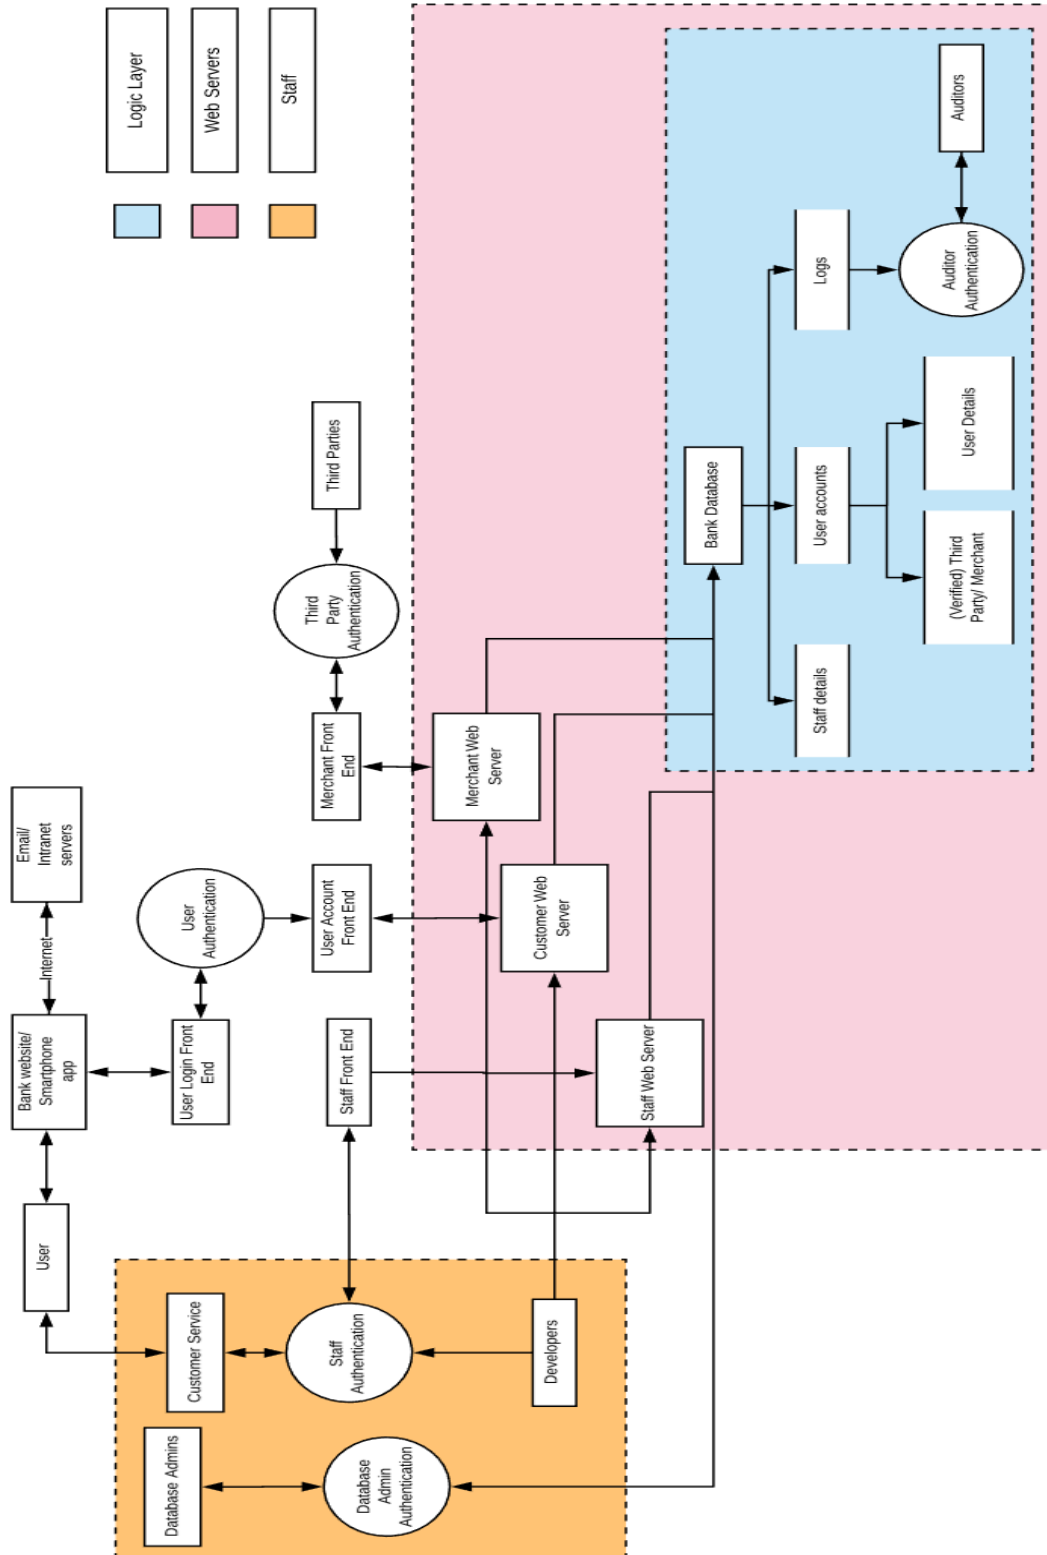 Logic Layer
Web Servers
Staff
Email/
Intranet
servers
Internet
Bank website/
Smartphone
app
User
User Login Front
End
User
Authentication
User Account
Front End
Third Parties
Third
Party
Authentication
Merchant Front
End
Staff Front End
Customer Service
Staff
Authentication
Developers
Database Admins
Database
Admin
Authentication
Merchant Web
Server
Customer Web
Server
Staff Web Server
Bank Database
Staff details
User accounts
Logs
(Verified) Third
Party/ Merchant
User Details
Auditor
Authentication
Auditors